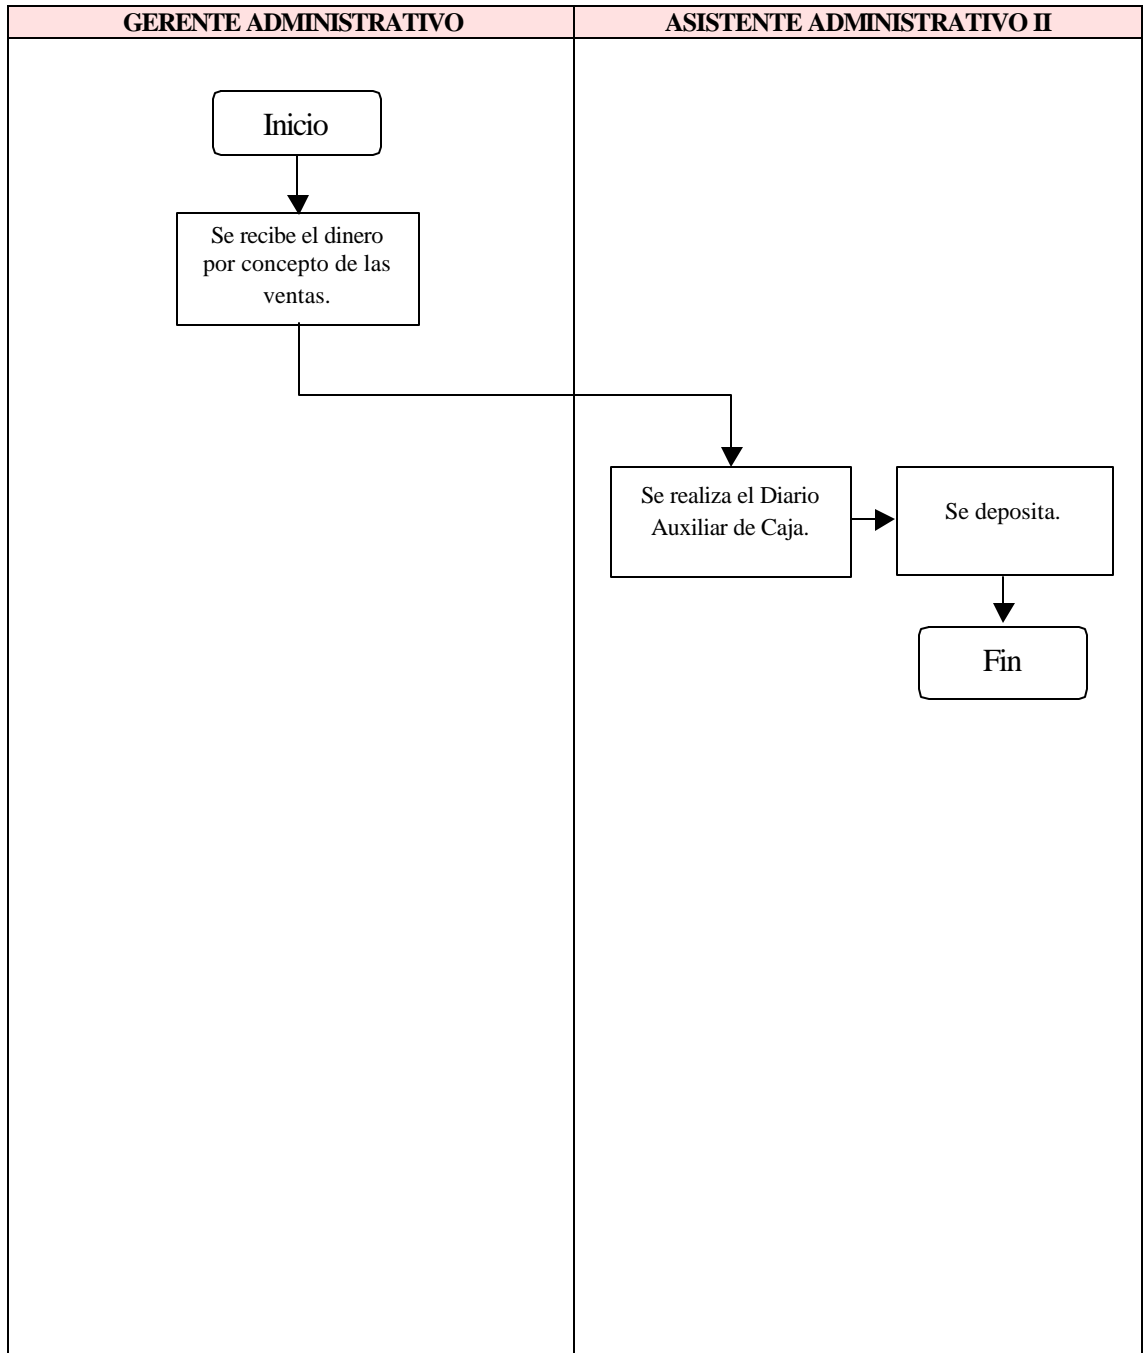 GERENTE ADMINISTRATIVO
ASISTENTE ADMINISTRATIVO II
Inicio
Se recibe el dinero
por concepto de las
ventas.
Se realiza el Diario
Auxiliar de Caja.
Se deposita.
Fin